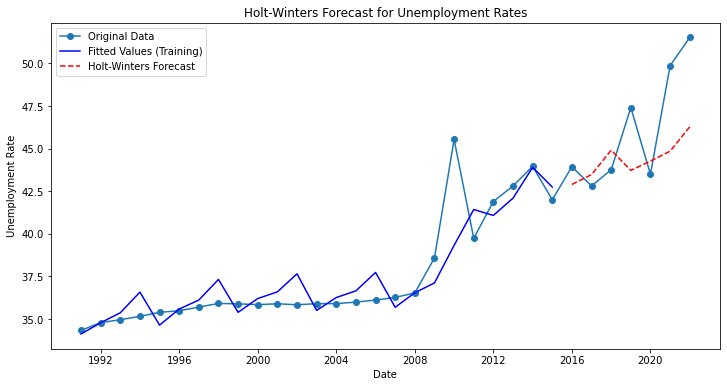 Holt-Winters Forecast for Unemployment Rates
Original Data
Fitted Values (Training)
Holt-Winters Forecast
Unemployment Rate
50.0
47.5
45.0
42.5
40.0
37.5
35.0
1992 1996 2000 2004 2008 2012 2016 2020
Date